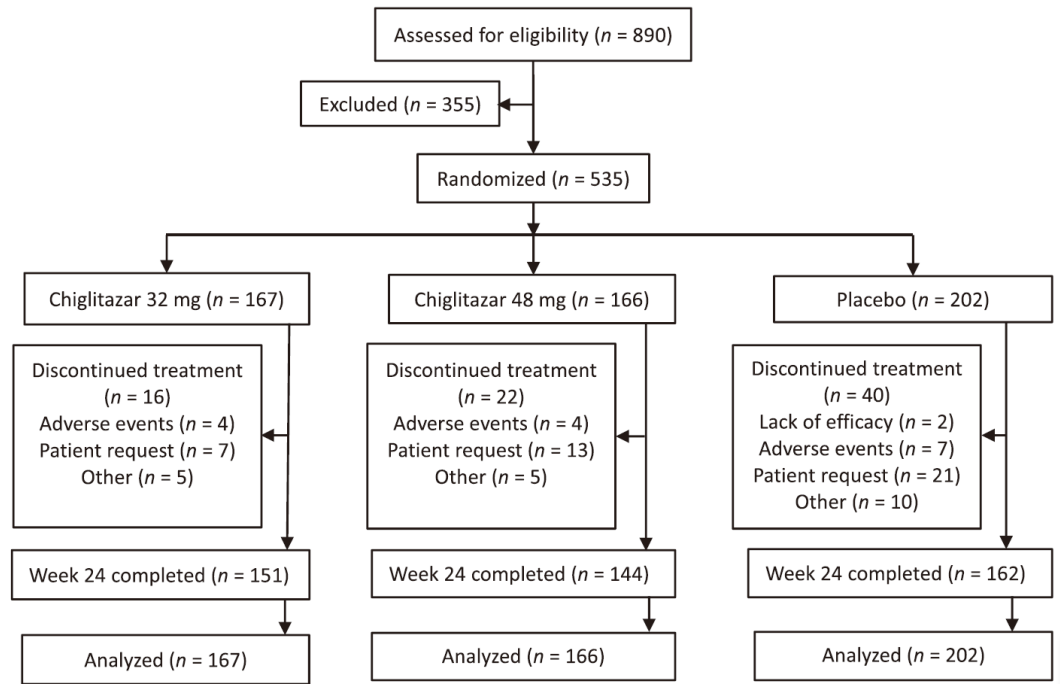 Assessed for eligibility (n = 890)
Excluded (n = 355)
Randomized (n = 535)
Chiglitazar 32 mg (n = 167)
Chiglitazar 48 mg (n = 166)
Placebo (n = 202)
Discontinued treatment
(n = 16)
Adverse events (n = 4)
Patient request (n = 7)
Other (n = 5)
Discontinued treatment
(n = 22)
Adverse events (n = 4)
Patient request (n = 13)
Other (n = 5)
Discontinued treatment
(n = 40)
Lack of efficacy (n = 2)
Adverse events (n = 7)
Patient request (n = 21)
Other (n = 10)
Week 24 completed (n = 151)
Week 24 completed (n = 144)
Week 24 completed (n = 162)
Analyzed (n = 167)
Analyzed (n = 166)
Analyzed (n = 202)